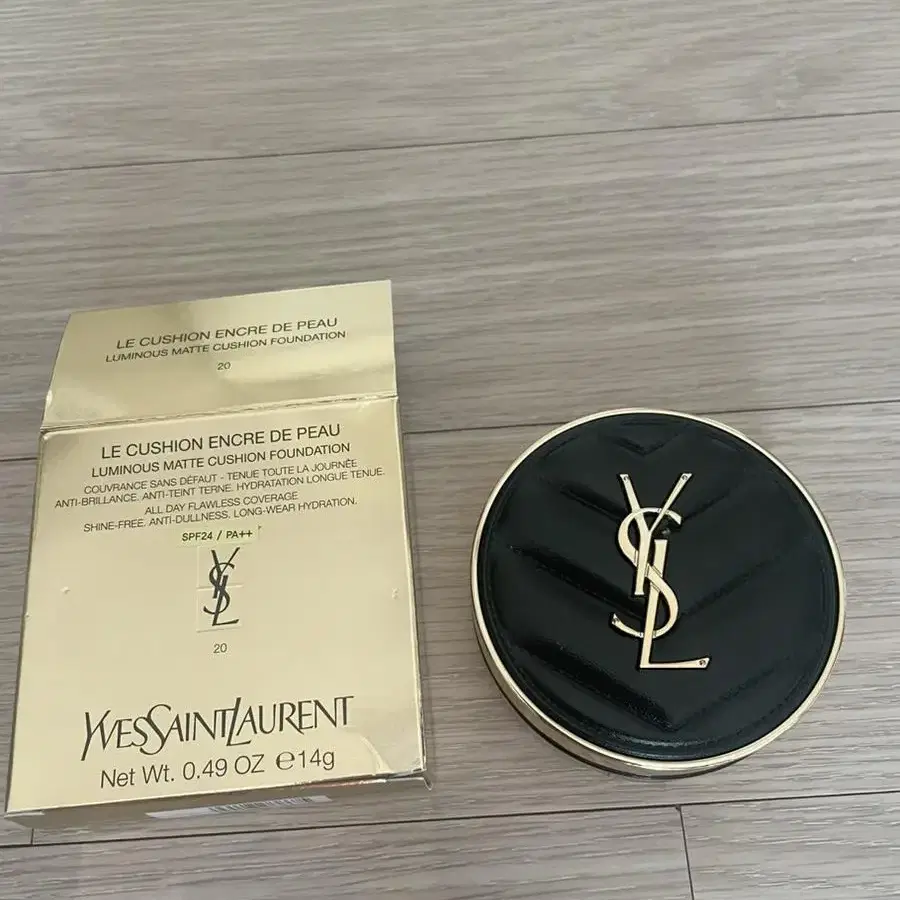 LE CUSHION ENCRE DE PEAU
LUMINOUS MATTE CUSHION FOUNDATION
20
LE CUSHION ENCRE DE PEAU
LUMINOUS MATTE CUSHION FOUNDATION
COUVRANCE SANS DÉFAUT - TENUE TOUTE LA JOURNÉE
ANTI-BRILLANCE. ANTI-TEINT TERNE. HYDRATATION LONGUE TENUE.
ALL DAY FLAWLESS COVERAGE
SHINE-FREE. ANTI-DULLNESS. LONG-WEAR HYDRATION.
SPF24 / PA++
YSL
20
YVESSAINTLAURENT
Net Wt. 0.49 OZ ℮14g
YSL